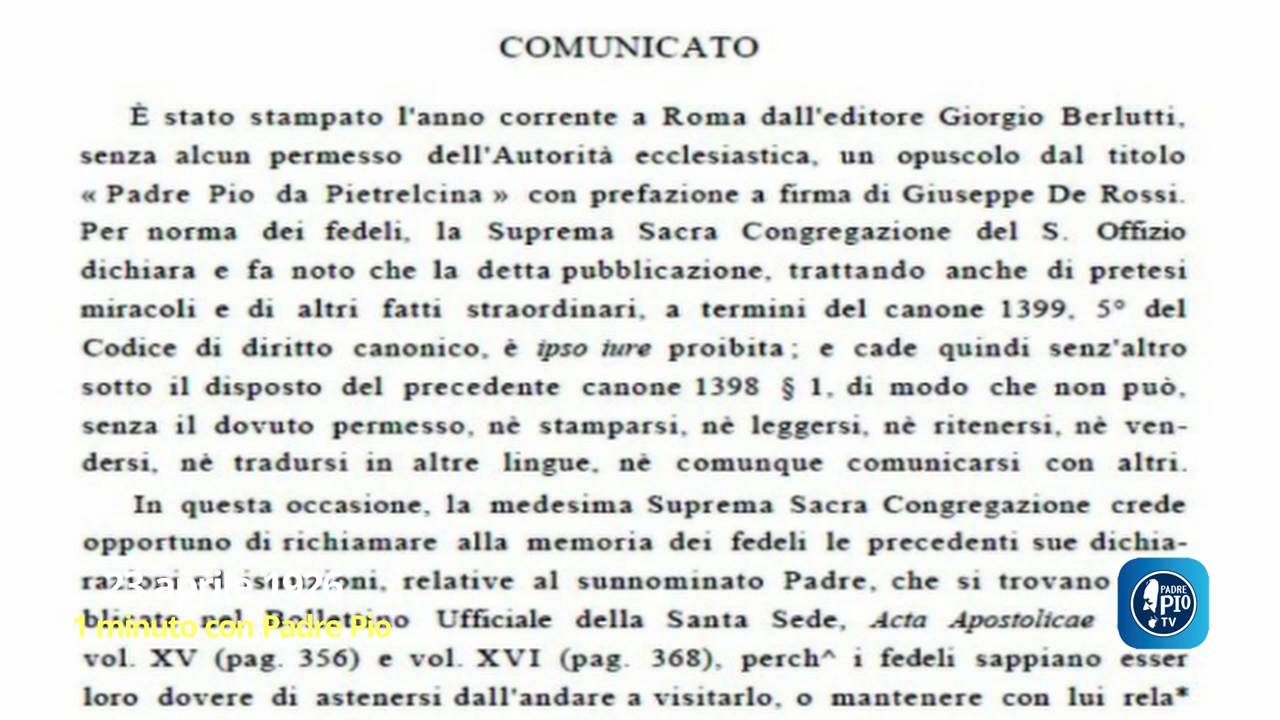 COMUNICATO
È stato stampato l'anno corrente a Roma dall'editore Giorgio Berlutti,
senza alcun permesso dell'Autorità ecclesiastica, un opuscolo dal titolo
« Padre Pio da Pietrelcina » con prefazione a firma di Giuseppe De Rossi.
Per norma dei fedeli, la Suprema Sacra Congregazione del S. Offizio
dichiara e fa noto che la detta pubblicazione, trattando anche di pretesi
miracoli e di altri fatti straordinari, a termini del canone 1399, 5° del
Codice di diritto canonico, è ipso iure proibita; e cade quindi senz'altro
sotto il disposto del precedente canone 1398 § 1, di modo che non può,
senza il dovuto permesso, nè stamparsi, nè leggersi, nè ritenersi, nè ven-
dersi, nè tradursi in altre lingue, nè comunque comunicarsi con altri.
In questa occasione, la medesima Suprema Sacra Congregazione crede
opportuno di richiamare alla memoria dei fedeli le precedenti sue dichia-
relative al sunnominato Padre, che si trovano
Ufficiale della Santa Sede, Acta Apostolicae
vol. XV (pag. 356) e vol. XVI (pag. 368), perch^ i fedeli sappiano esser
loro dovere di astenersi dall'andare a visitarlo, o mantenere con lui rela*
23 aprile 1926
1 minuto con Padre Pio
PADRE
PIO
TV